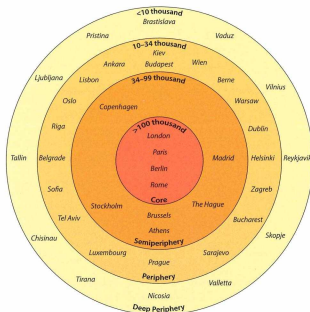 <10 thousand
Brastislava
Pristina
Vaduz
10–34 thousand
Kiev
Ankara
Budapest
Wien
Ljubljana
Lisbon
34–99 thousand
Berne
Vilnius
Oslo
Copenhagen
Warsaw
>100 thousand
Riga
London
Dublin
Tallin
Belgrade
Paris
Madrid
Helsinki
Reykjavik
Berlin
Sofia
Rome
Zagreb
Core
Stockholm
The Hague
Tel Aviv
Brussels
Bucharest
Chisinau
Athens
Skopje
Semiperiphery
Luxembourg
Sarajevo
Prague
Tirana
Periphery
Valletta
Nicosia
Deep Periphery